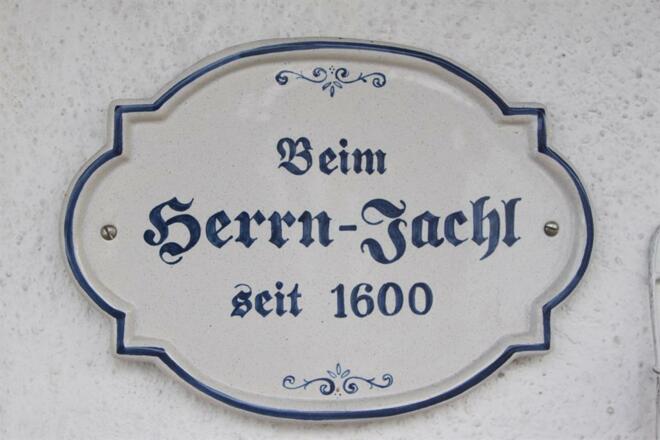 Beim
Herrn-Jachl
seit 1600